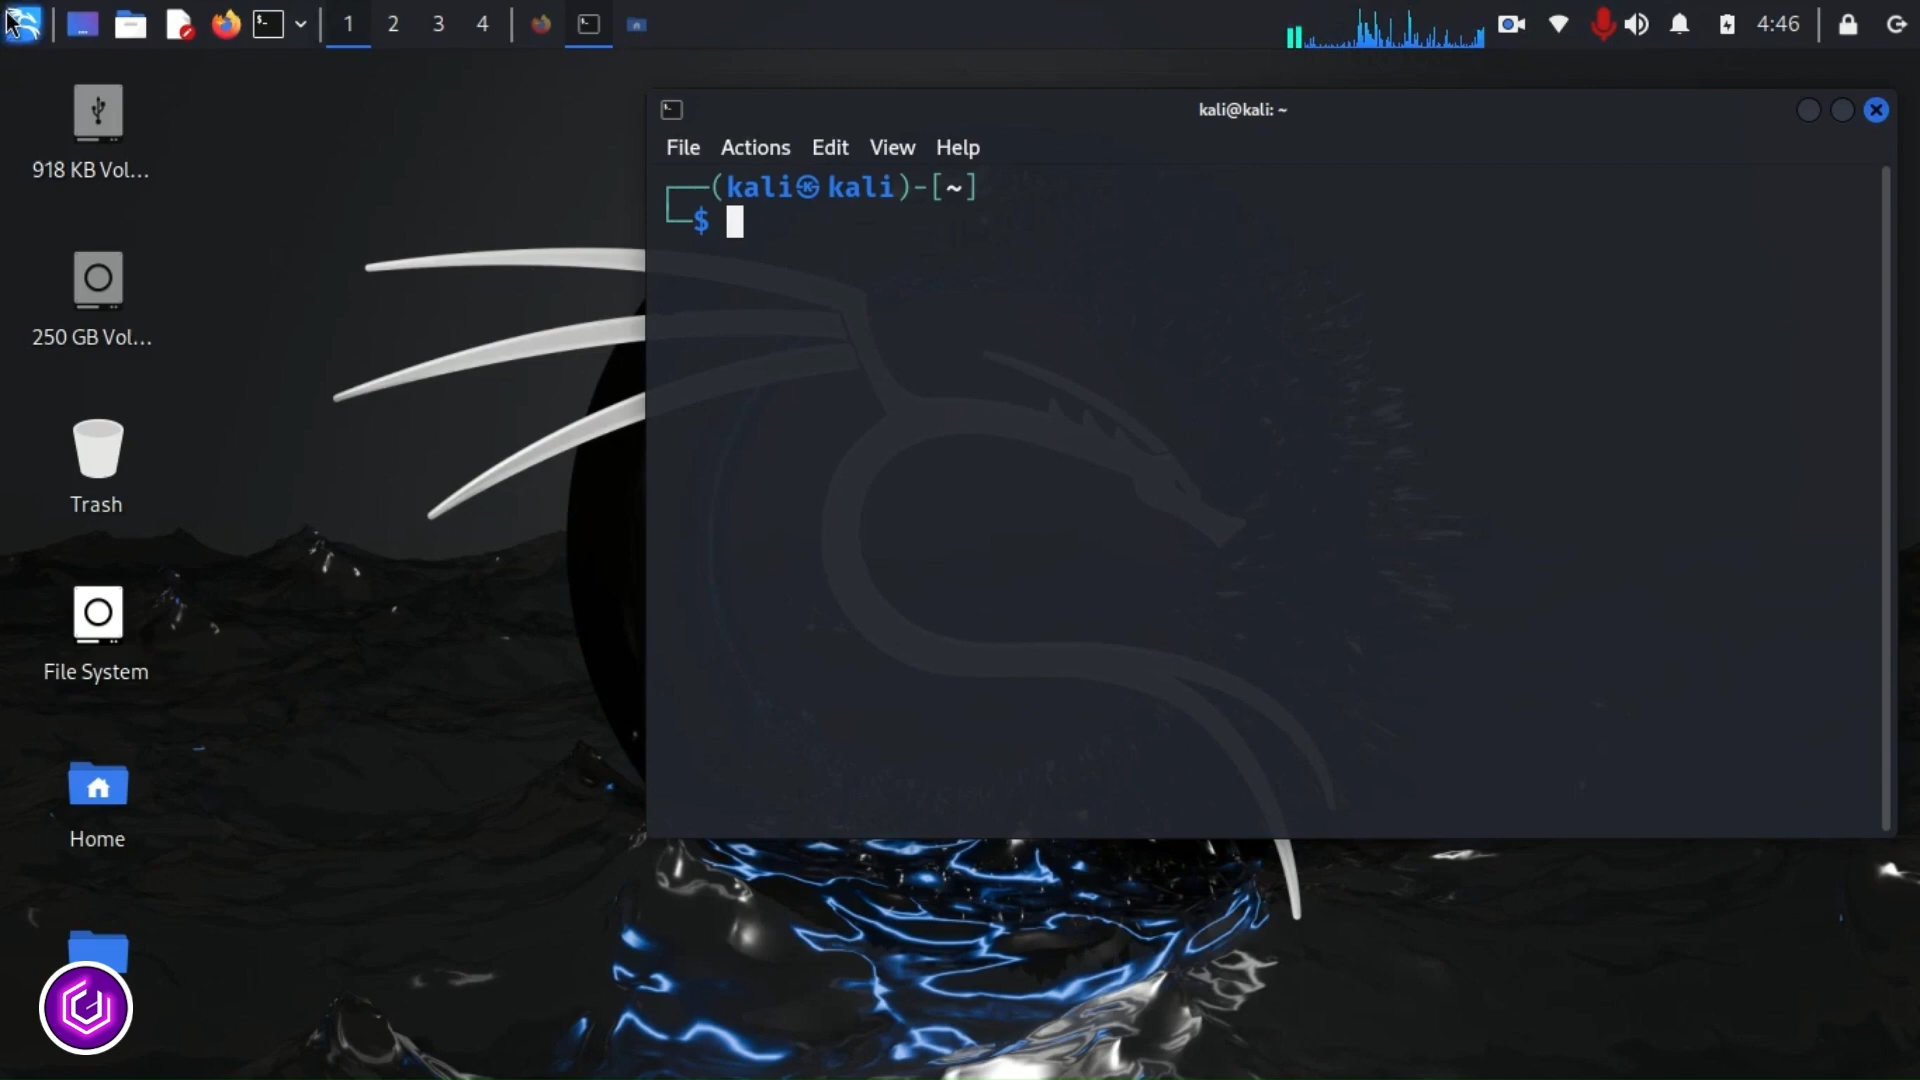 1 2 3 4
4:46
918 KB Vol...
250 GB Vol...
Trash
File System
Home
kali@kali: ~
File Actions Edit View Help
┌──(kali㉿kali)-[~]
└─$